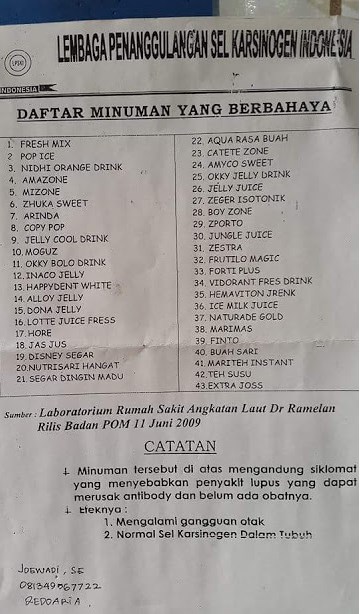 LEMBAGA PENANGGULANGAN SEL KARSINOGEN INDONESIA
LPSKI
INDONESIA
DAFTAR MINUMAN YANG BERBAHAYA
1. FRESH MIX
2 POP ICE
3. NIDHI ORANGE DRINK
4. AMAZONE
5. MIZONE
6. ZHUKA SWEET
7. ARINDA
8. COPY POP
9. JELLY COOL DRINK
10. MOGUZ
11. OKKY BOLO DRINK
12. INACO JELLY
13. HAPPYDENT WHITE
14. ALLOY JELLY
15. DONA JELLY
16. LOTTE JUICE FRESS
17. HORE
18. JAS JUS
19. DISNEY SEGAR
20. NUTRISARI HANGAT
21. SEGAR DINGIN MADU
22. AQUA RASA BUAH
23. CATETE ZONE
24. AMYCO SWEET
25. OKKY JELLY DRINK
26. JELLY JUICE
27. ZEGER ISOTONIK
28. BOY ZONE
29. ZPORTO
30. JUNGLE JUICE
31. ZESTRA
32. FRUTILO MAGIC
33. FORTI PLUS
34. VIDORANT FRES DRINK
35. HEMAVITON JRENK
36. ICE MILK JUICE
37. NATURADE GOLD
38. MARIMAS
39. FINTO
40. BUAH SARI
41. MARITEH INSTANT
42. TEH SUSU
43. EXTRA JOSS
Sumber : Laboratorium Rumah Sakit Angkatan Laut Dr Ramelan
Rilis Badan POM 11 Juni 2009
CATATAN
Minuman tersebut di atas mengandung siklomat
yang menyebabkan penyakit lupus yang dapat
merusak antibody dan belum ada obatnya.
Efeknya :
1. Mengalami gangguan otak
2. Normal Sel Karsinogen Dalam Tubuh
JOEWADI, SE
081349067722
REDOARIA